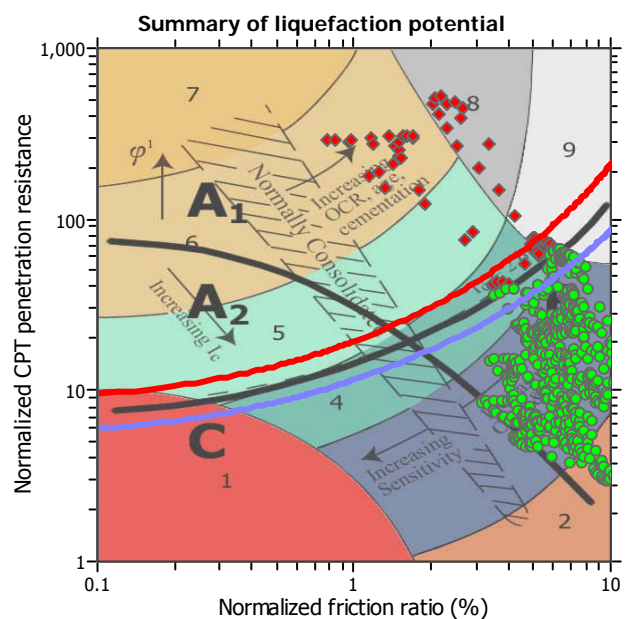 Summary of liquefaction potential
Normalized CPT penetration resistance
1,000
100
10
1
0.1
1
10
Normalized friction ratio (%)
7
8
9
φ¹
A1
Normally Consolidated
Increasing
OCR, age,
cementation
6
A2
Increasing Ic
5
4
C
1
Increasing
Sensitivity
2